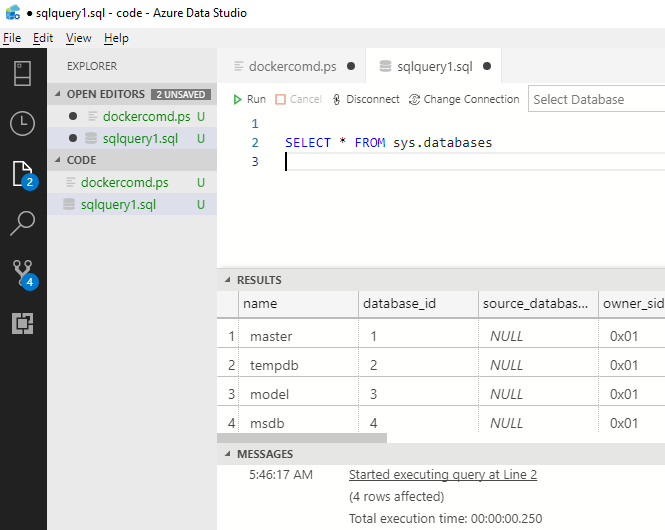 ● sqlquery1.sql - code - Azure Data Studio
File Edit View Help
EXPLORER
OPEN EDITORS 2 UNSAVED
● dockercomd.ps U
● sqlquery1.sql U
CODE
dockercomd.ps U
sqlquery1.sql U
2
4
dockercomd.ps ● sqlquery1.sql ●
Run Cancel Disconnect Change Connection Select Database
1
2 SELECT * FROM sys.databases
3
RESULTS
name database_id source_databas... owner_sid
1 master 1 NULL 0x01
2 tempdb 2 NULL 0x01
3 model 3 NULL 0x01
4 msdb 4 NULL 0x01
MESSAGES
5:46:17 AM Started executing query at Line 2
(4 rows affected)
Total execution time: 00:00:00.250